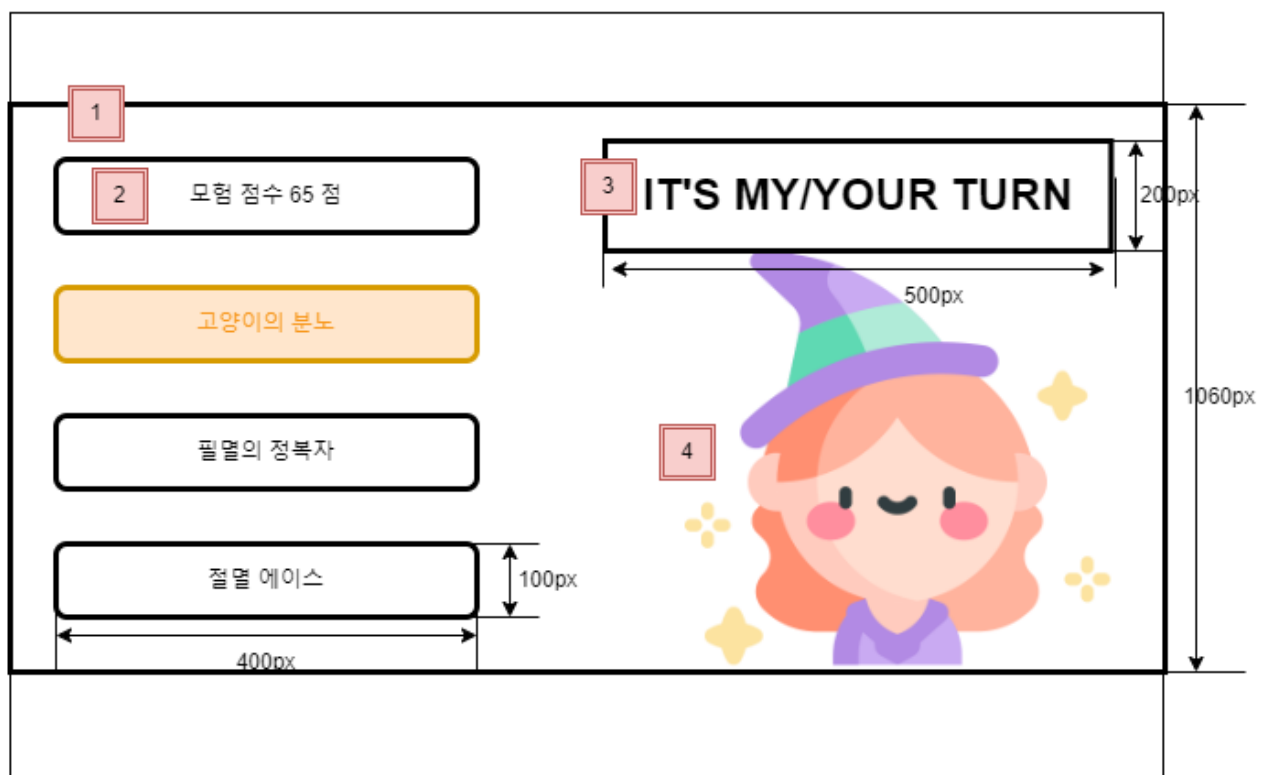 1
2
모험 점수 65 점
고양이의 분노
필멸의 정복자
절멸 에이스
100px
400px
3
IT'S MY/YOUR TURN
200px
500px
4
1060px